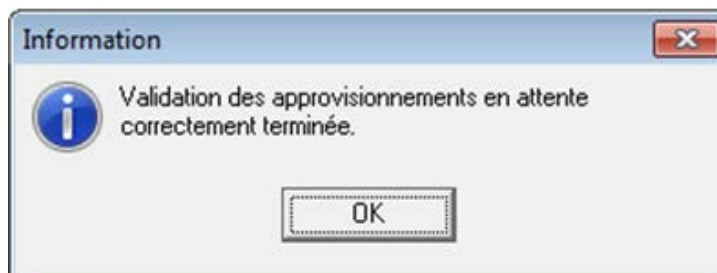 Information
Validation des approvisionnements en attente
correctement terminée.
OK